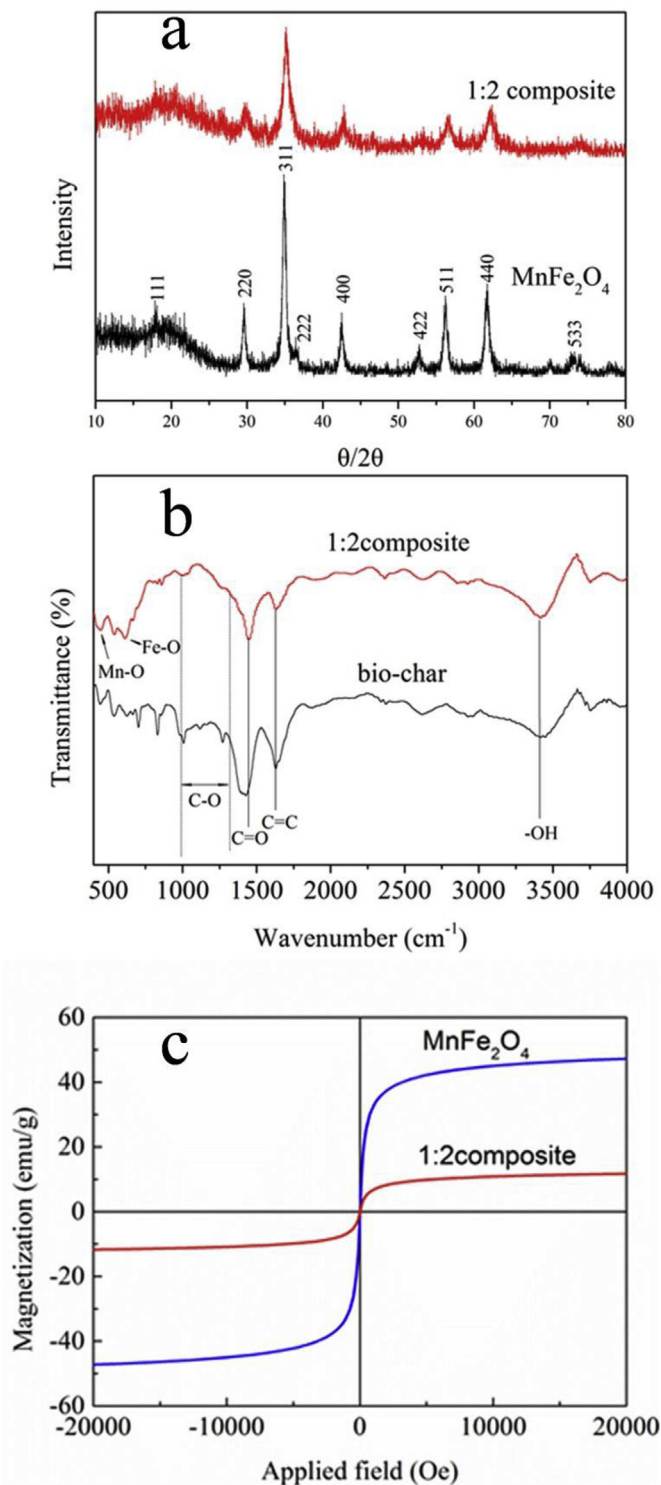 a
1:2 composite
311
Intensity
111
220
222
400
422
511
440
533
MnFe₂O₄
10 20 30 40 50 60 70 80
θ/2θ
b
1:2composite
Transmittance (%)
Fe-O
Mn-O
bio-char
C-O
C=O
C=C
-OH
500 1000 1500 2000 2500 3000 3500 4000
Wavenumber (cm⁻¹)
c
60
MnFe₂O₄
40
20
1:2composite
0
Magnetization (emu/g)
-20
-40
-60
-20000 -10000 0 10000 20000
Applied field (Oe)